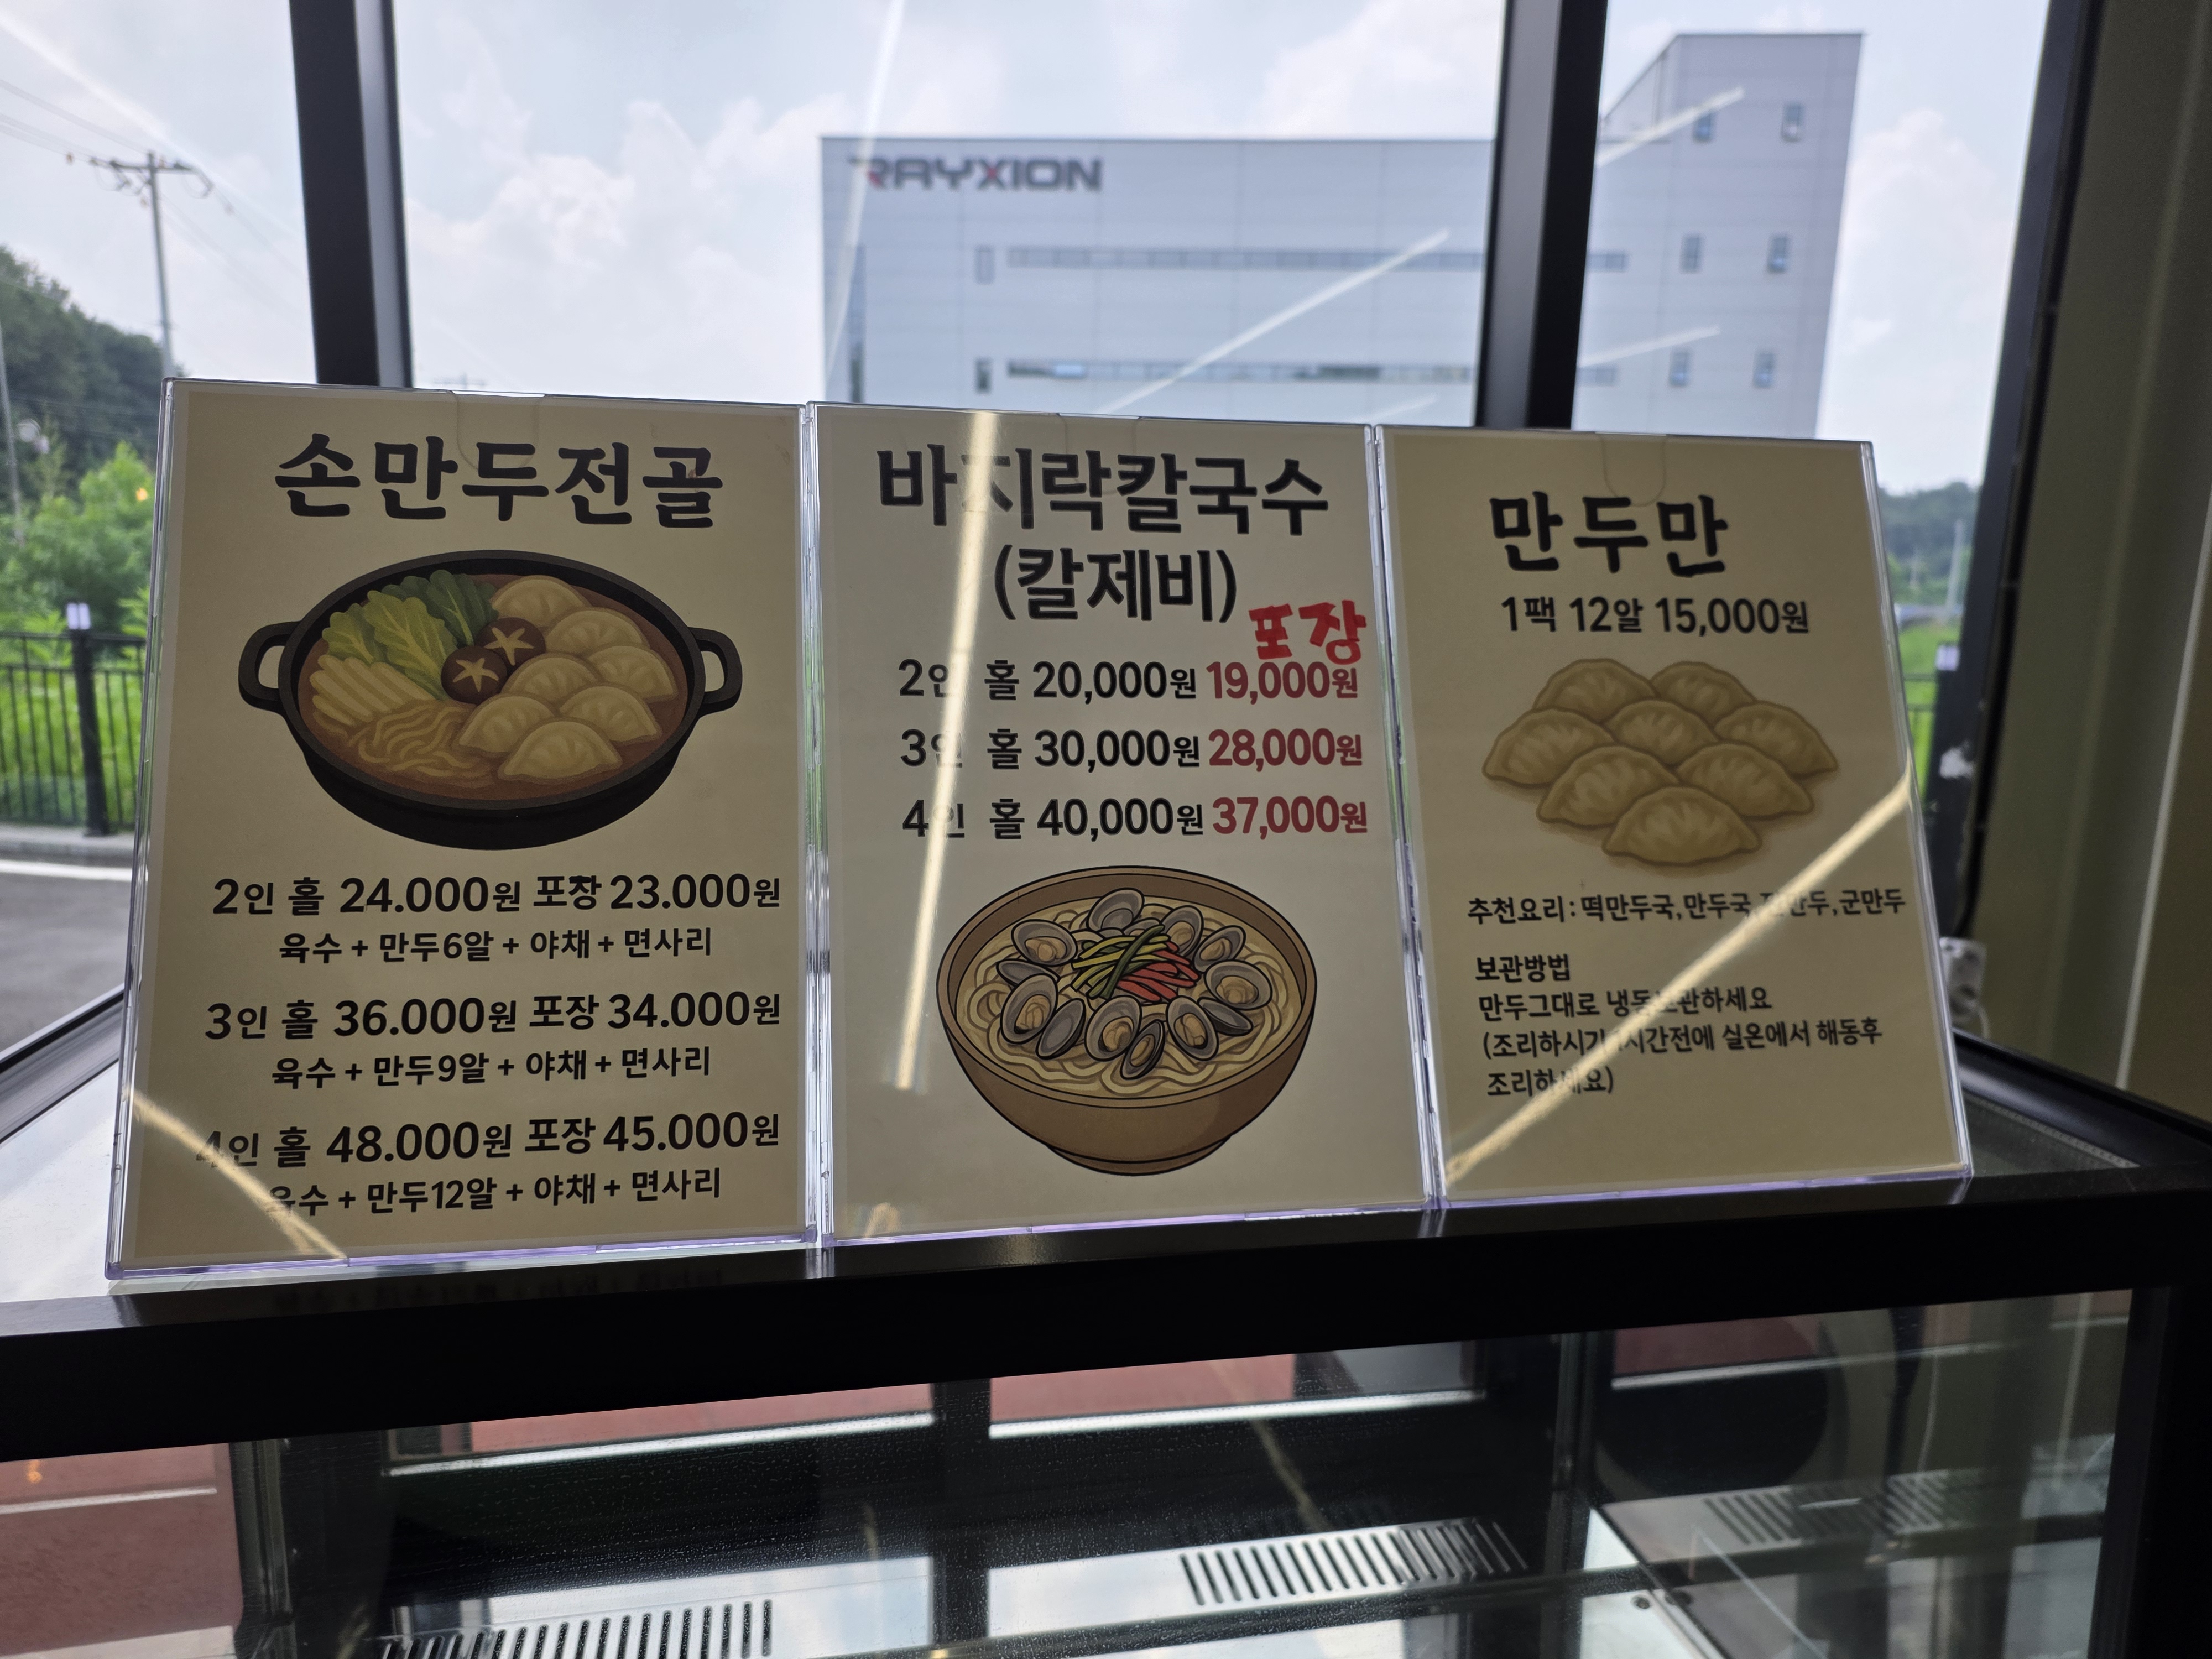 RAYXION
손만두전골
2인 홀 24.000원 포장 23.000원
육수 + 만두6알 + 야채 + 면사리
3인 홀 36.000원 포장 34.000원
육수 + 만두9알 + 야채 + 면사리
4인 홀 48.000원 포장 45.000원
육수 + 만두12알 + 야채 + 면사리
바지락칼국수
(칼제비)
포장
2인 홀 20,000원 19,000원
3인 홀 30,000원 28,000원
4인 홀 40,000원 37,000원
만두만
1팩 12알 15,000원
추천요리: 떡만두국, 만두국, 군만두
보관방법
만두그대로 냉동보관하세요
(조리하시기 시간전에 실온에서 해동후
조리하세요)